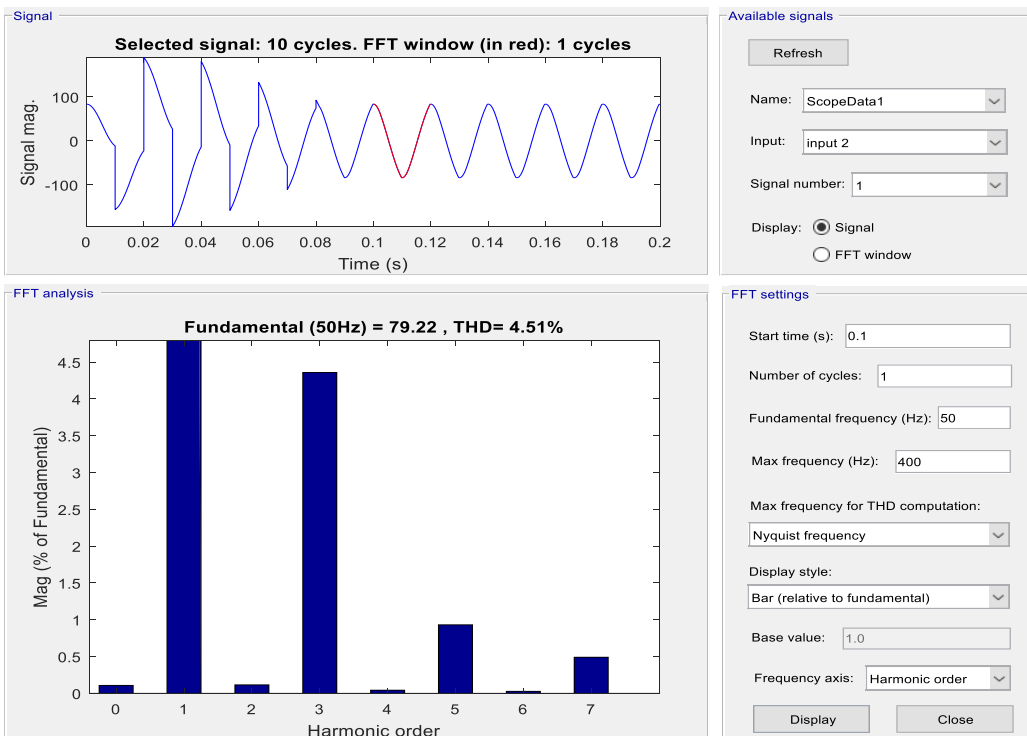 Signal
Selected signal: 10 cycles. FFT window (in red): 1 cycles
Signal mag.
100
0
-100
0 0.02 0.04 0.06 0.08 0.1 0.12 0.14 0.16 0.18 0.2
Time (s)
FFT analysis
Fundamental (50Hz) = 79.22 , THD= 4.51%
Mag (% of Fundamental)
4.5
4
3.5
3
2.5
2
1.5
1
0.5
0
0 1 2 3 4 5 6 7
Harmonic order
Available signals
Refresh
Name: ScopeData1
Input: input 2
Signal number: 1
Display: Signal
FFT window
FFT settings
Start time (s): 0.1
Number of cycles: 1
Fundamental frequency (Hz): 50
Max frequency (Hz): 400
Max frequency for THD computation:
Nyquist frequency
Display style:
Bar (relative to fundamental)
Base value: 1.0
Frequency axis: Harmonic order
Display Close